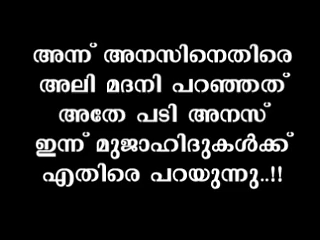 അന്ന് അനസിനെതിരെ
അലി മദനി പറഞ്ഞത്
അതേ പടി അനസ്
ഇന്ന് മുജാഹിദുകൾക്ക്
എതിരെ പറയുന്നു..!!